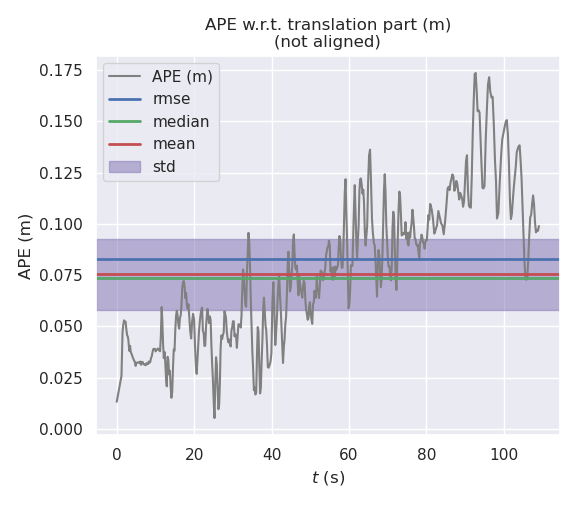 APE w.r.t. translation part (m)
(not aligned)
0.175
0.150
0.125
0.100
0.075
0.050
0.025
0.000
APE (m)
APE (m)
rmse
median
mean
std
0
20
40
60
80
100
t (s)